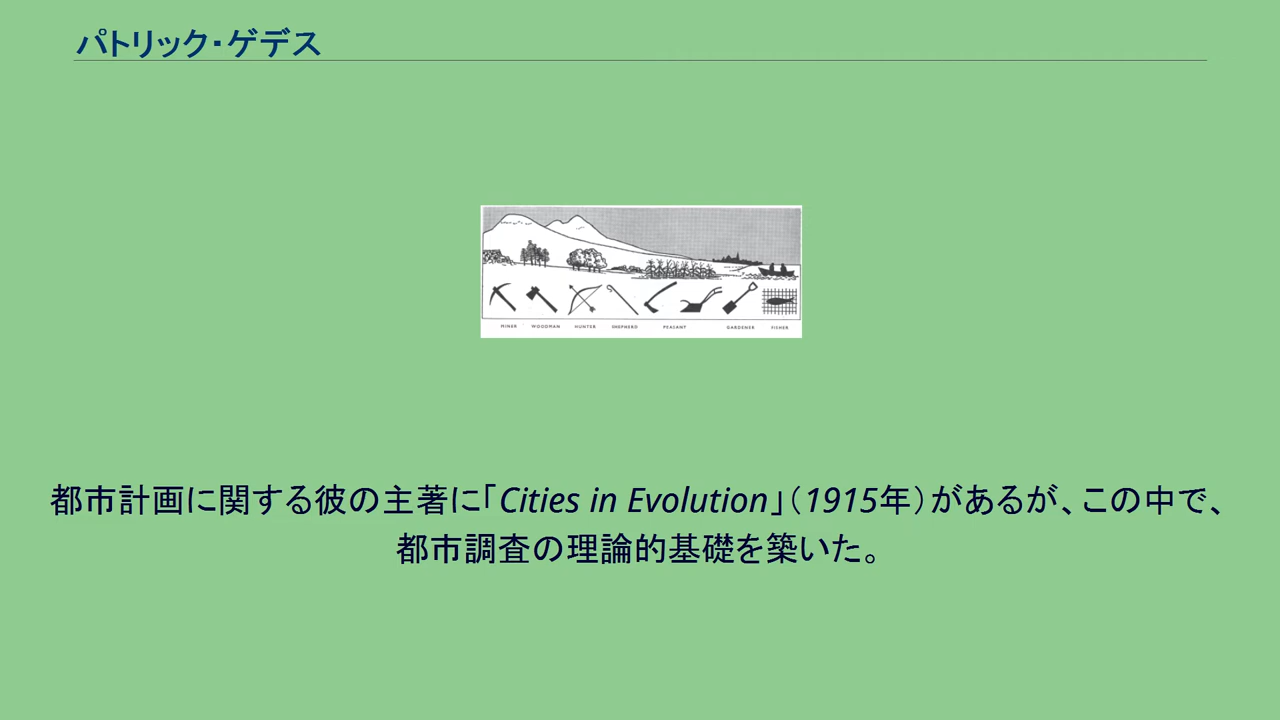 パトリック・ゲデス
MINER WOODMAN HUNTER SHEPHERD PEASANT GARDENER FISHER
都市計画に関する彼の主著に「Cities in Evolution」（1915年）があるが、この中で、
都市調査の理論的基礎を築いた。